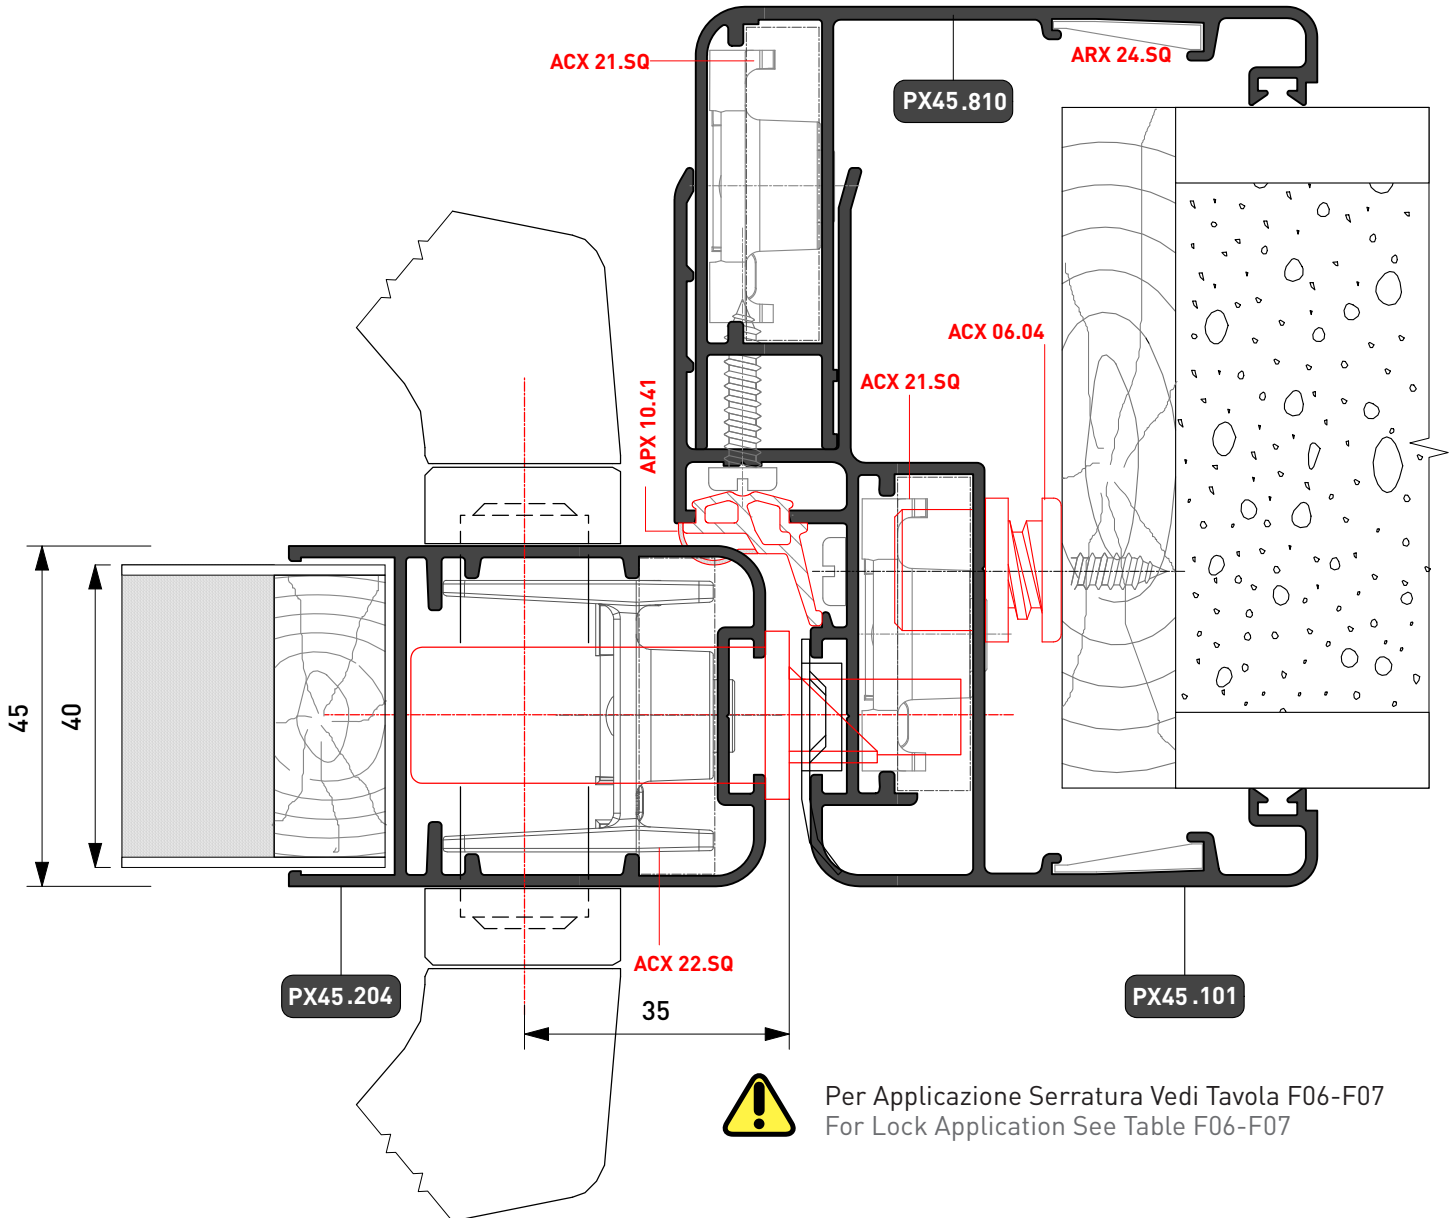 ACX 21.SQ
ARX 24.SQ
PX45.810
ACX 06.04
ACX 21.SQ
APX 10.41
45
40
ACX 22.SQ
PX45.204
35
PX45.101
Per Applicazione Serratura Vedi Tavola F06-F07
For Lock Application See Table F06-F07